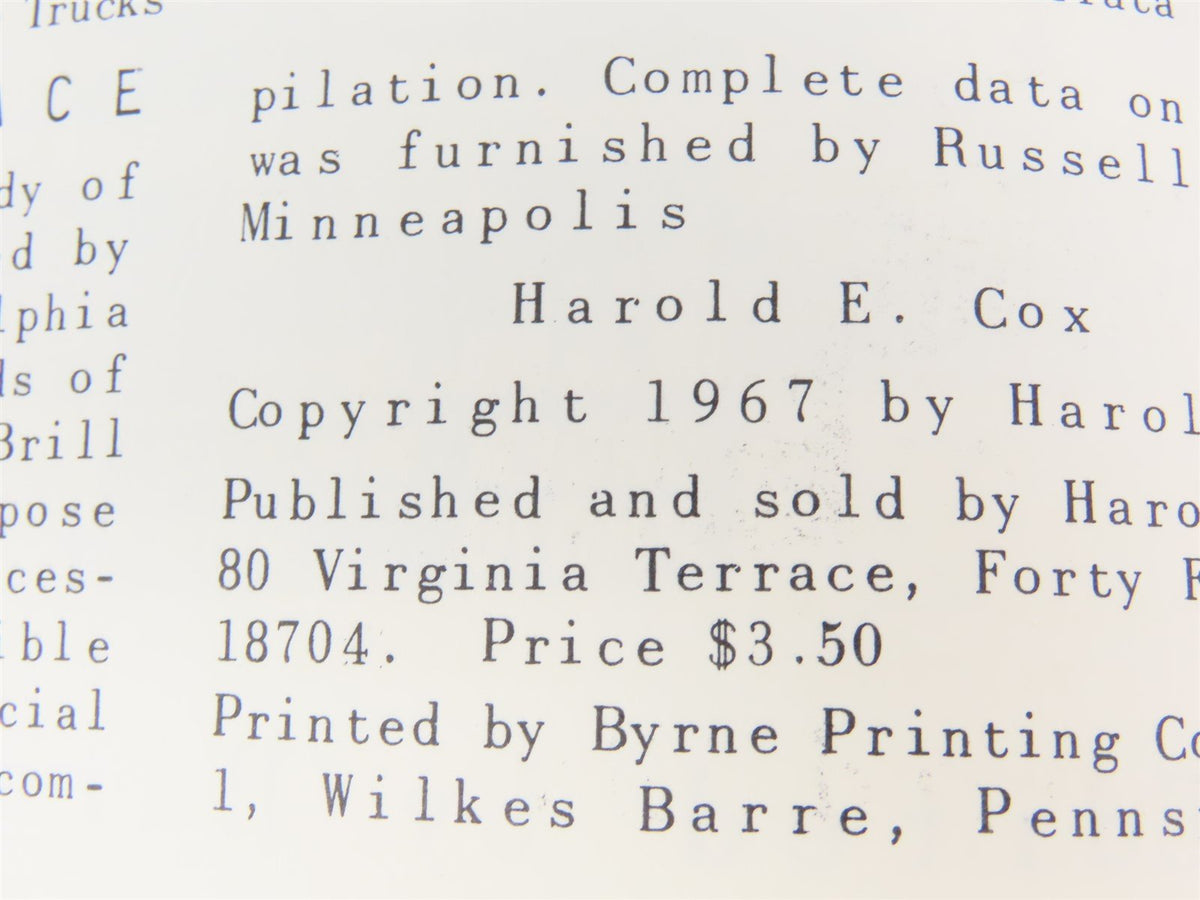 Trucks
C E
dy of
d by
lphia
ds of
Brill
pose
ces-
ible
cial
com-
pilation. Complete data on
was furnished by Russell
Minneapolis
Harold E. Cox
Copyright 1967 by Harol
Published and sold by Haro
80 Virginia Terrace, Forty F
18704. Price $3.50
Printed by Byrne Printing Co
1, Wilkes Barre, Penns